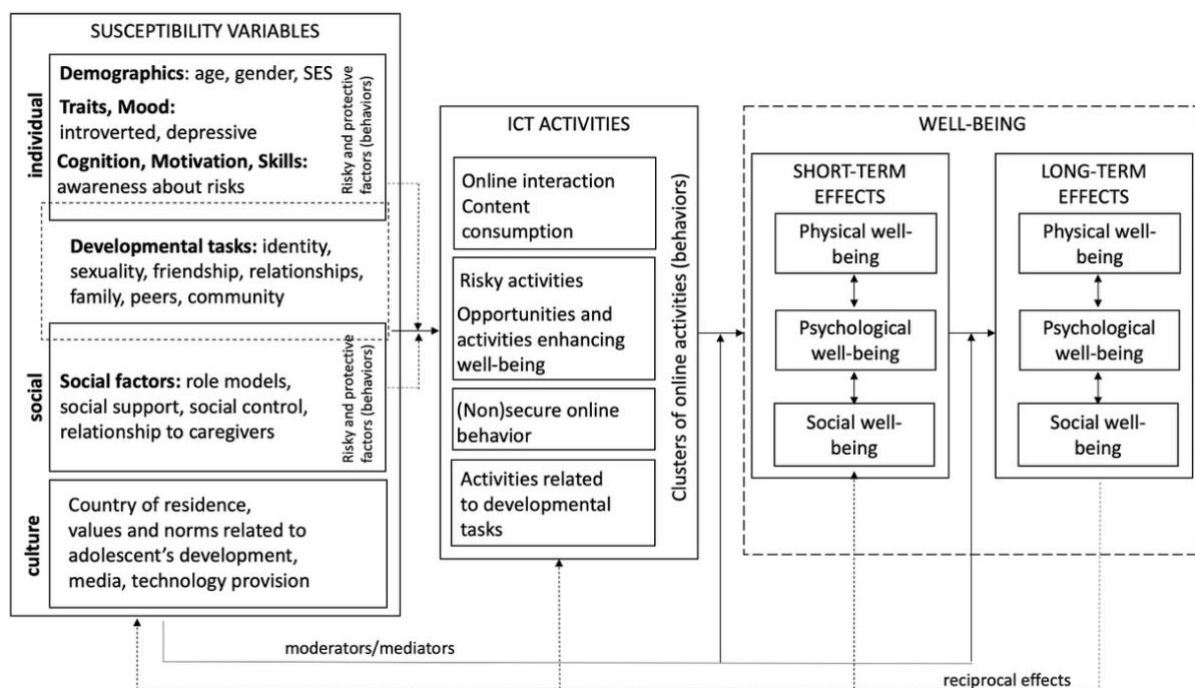 SUSCEPTIBILITY VARIABLES
individual
Demographics: age, gender, SES
Traits, Mood:
introverted, depressive
Cognition, Motivation, Skills:
awareness about risks
Risky and protective
factors (behaviors)
Developmental tasks: identity,
sexuality, friendship, relationships,
family, peers, community
social
Social factors: role models,
social support, social control,
relationship to caregivers
Risky and protective
factors (behaviors)
culture
Country of residence,
values and norms related to
adolescent's development,
media, technology provision
ICT ACTIVITIES
Online interaction
Content
consumption
Risky activities
Opportunities and
activities enhancing
well-being
(Non)secure online
behavior
Activities related
to developmental
tasks
Clusters of online activities (behaviors)
WELL-BEING
SHORT-TERM
EFFECTS
Physical well-
being
Psychological
well-being
Social well-
being
LONG-TERM
EFFECTS
Physical well-
being
Psychological
well-being
Social well-
being
moderators/mediators
reciprocal effects